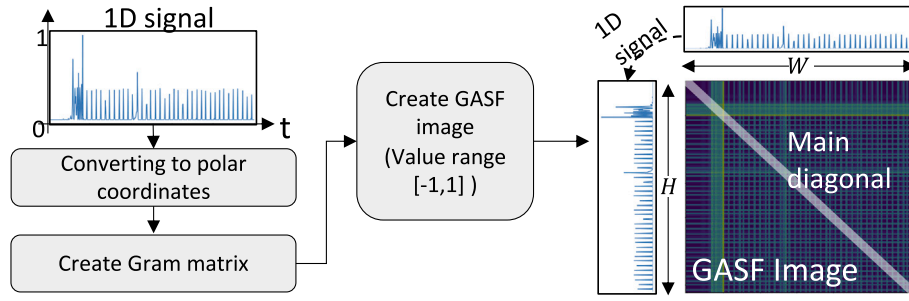 1D signal
1
0
t
Converting to polar
coordinates
Create Gram matrix
Create GASF
image
(Value range
[-1,1] )
1D
signal
W
H
Main
diagonal
GASF Image